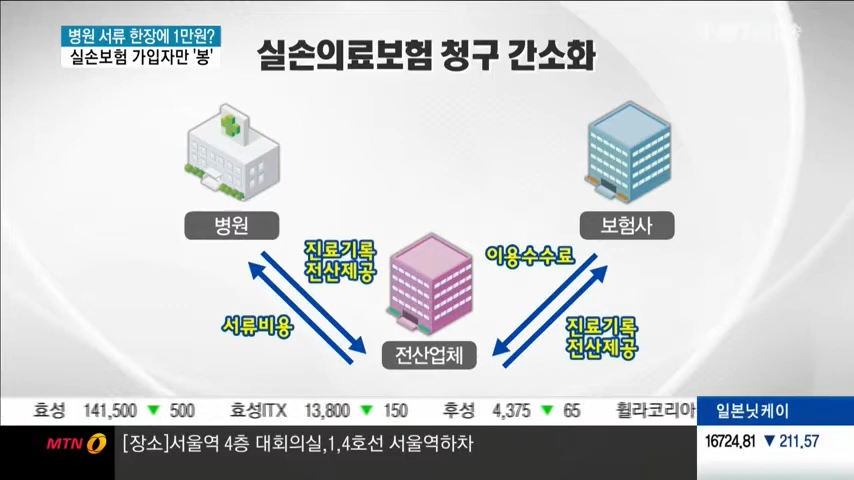 병원 서류 한장에 1만원?
실손보험 가입자만 '봉'
실손의료보험 청구 간소화
병원
보험사
진료기록
전산제공
이용수수료
서류비용
진료기록
전산제공
전산업체
효성 141,500 ▼ 500 효성ITX 13,800 ▼ 150 후성 4,375 ▼ 65 휠라코리아
일본닛케이
MTN
[장소]서울역 4층 대회의실,1,4호선 서울역하차
16724.81 ▼ 211.57